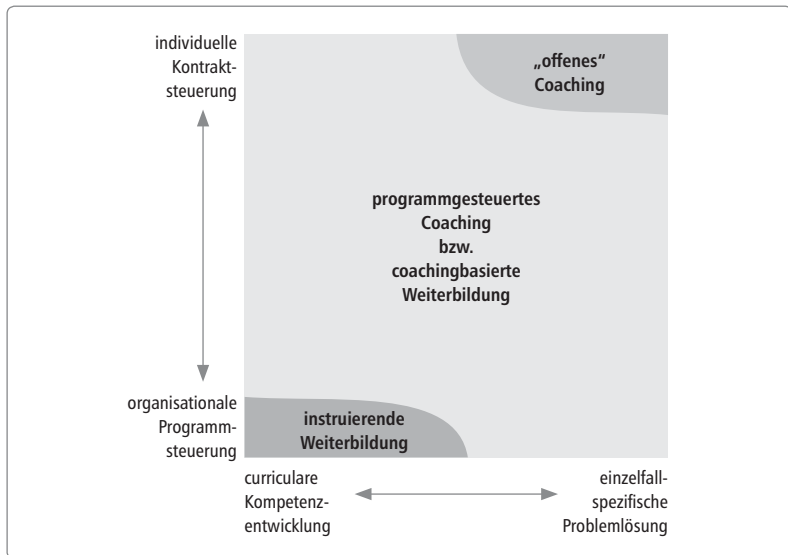 individuelle
Kontrakt-
steuerung
„offenes“
Coaching
programmgesteuertes
Coaching
bzw.
coachingbasierte
Weiterbildung
organisationale
Programm-
steuerung
instruierende
Weiterbildung
curriculare
Kompetenz-
entwicklung
einzelfall-
spezifische
Problemlösung